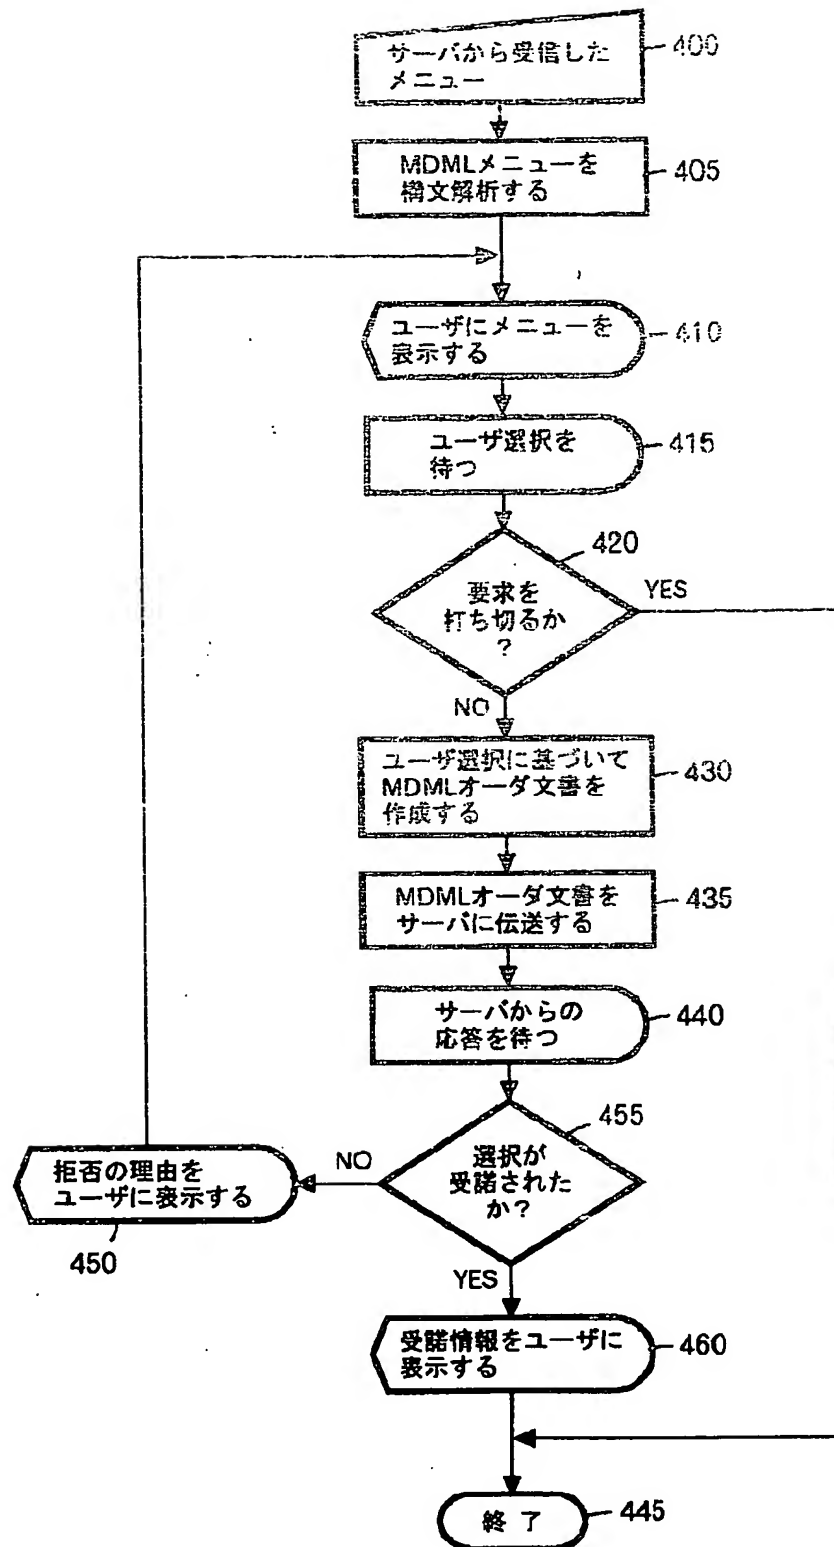 サーバから受信した
メニュー
400
MDMLメニューを
構文解析する
405
ユーザにメニューを
表示する
410
ユーザ選択を
待つ
415
420
要求を
打ち切るか
?
YES
NO
ユーザ選択に基づいて
MDMLオーダ文書を
作成する
430
MDMLオーダ文書を
サーバに伝送する
435
サーバからの
応答を待つ
440
455
選択が
受諾された
か?
NO
拒否の理由を
ユーザに表示する
450
YES
受諾情報をユーザに
表示する
460
終 了
445